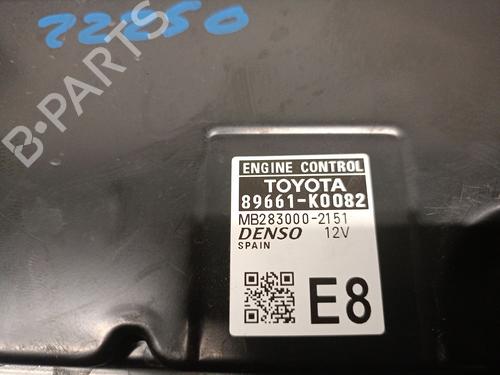 22250
B-PARTS
ENGINE CONTROL
TOYOTA
89661-K0082
MB283000-2151
DENSO 12V
SPAIN
E8